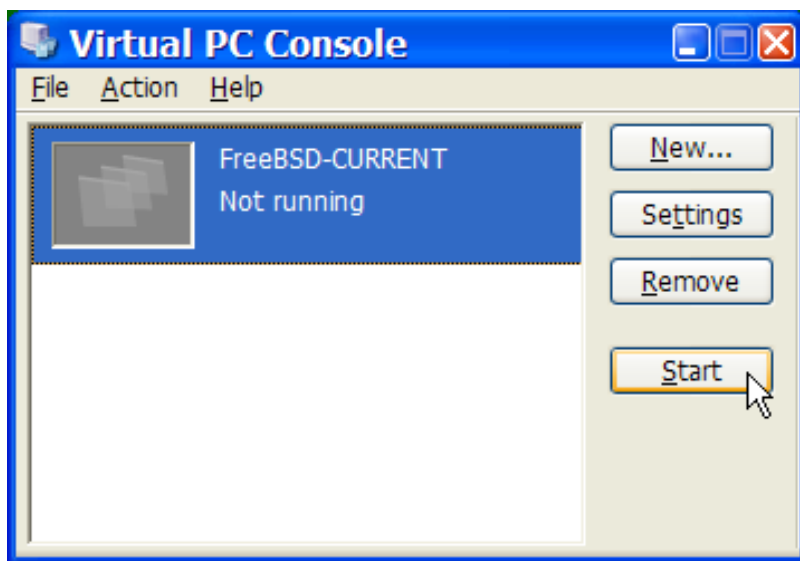 Virtual PC Console
File Action Help
FreeBSD-CURRENT
Not running
New...
Settings
Remove
Start